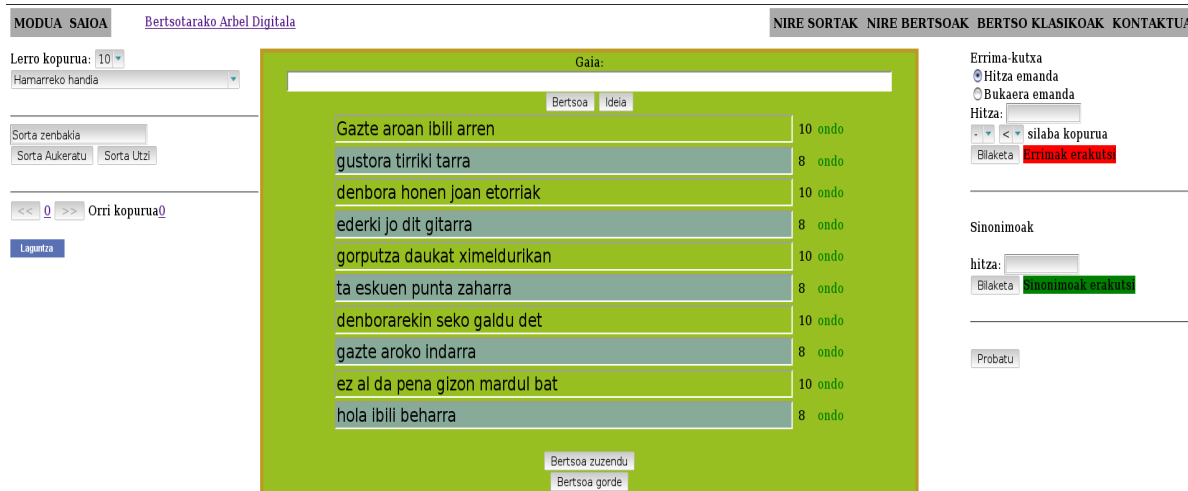 MODUA SAIOA
Bertsotarako Arbel Digitala
NIRE SORTAK NIRE BERTSOAK BERTSO KLASIKOAK KONTAKTUA
Lerro kopurua: 10
Hamarreko handia
Sorta zenbakia
Sorta Aukeratu Sorta Utzi
<< 0 >> Orri kopurua0
Laguntza
Gaia:
Bertsoa Ideia
Gazte aroan ibili arren 10 ondo
gustora tirriki tarra 8 ondo
denbora honen joan etorriak 10 ondo
ederki jo dit gitarra 8 ondo
gorputza daukat ximeldurikan 10 ondo
ta eskuen punta zaharra 8 ondo
denborarekin seko galdu det 10 ondo
gazte aroko indarra 8 ondo
ez al da pena gizon mardul bat 10 ondo
hola ibili beharra 8 ondo
Bertsoa zuzendu
Bertsoa gorde
Errima-kutxa
Hitza emanda
Bukaera emanda
Hitza:
- < silaba kopurua
Bilaketa Errimak erakutsi
Sinonimoak
hitza:
Bilaketa Sinonimoak erakutsi
Probatu